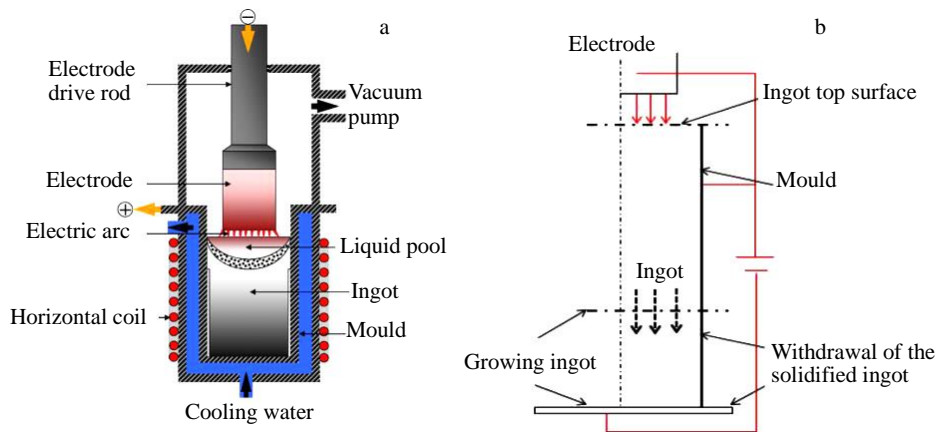 a
⊖
Electrode
drive rod
Vacuum
pump
Electrode
⊕
Electric arc
Liquid pool
Ingot
Horizontal coil
Mould
Cooling water
b
Electrode
Ingot top surface
Mould
Ingot
Growing ingot
Withdrawal of the
solidified ingot